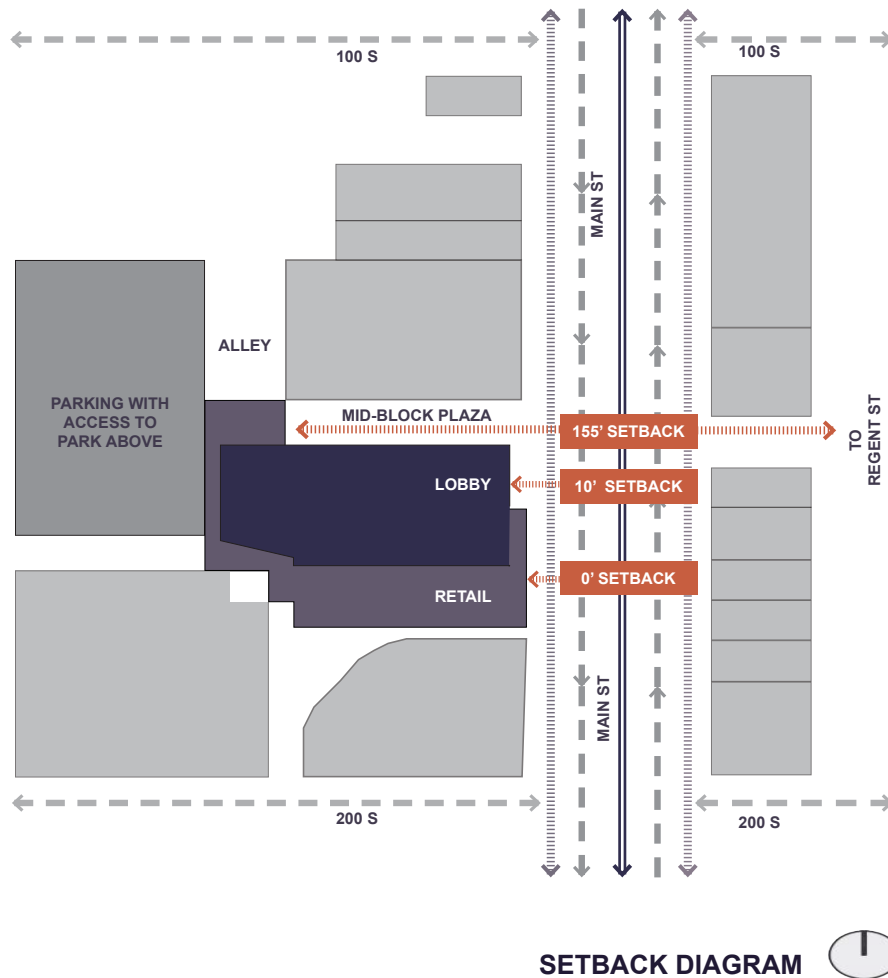 100 S
100 S
MAIN ST
ALLEY
PARKING WITH
ACCESS TO
PARK ABOVE
MID-BLOCK PLAZA
155' SETBACK
TO
REGENT ST
LOBBY
10'  SETBACK
0' SETBACK
RETAIL
MAIN ST
200 S
200 S
SETBACK DIAGRAM